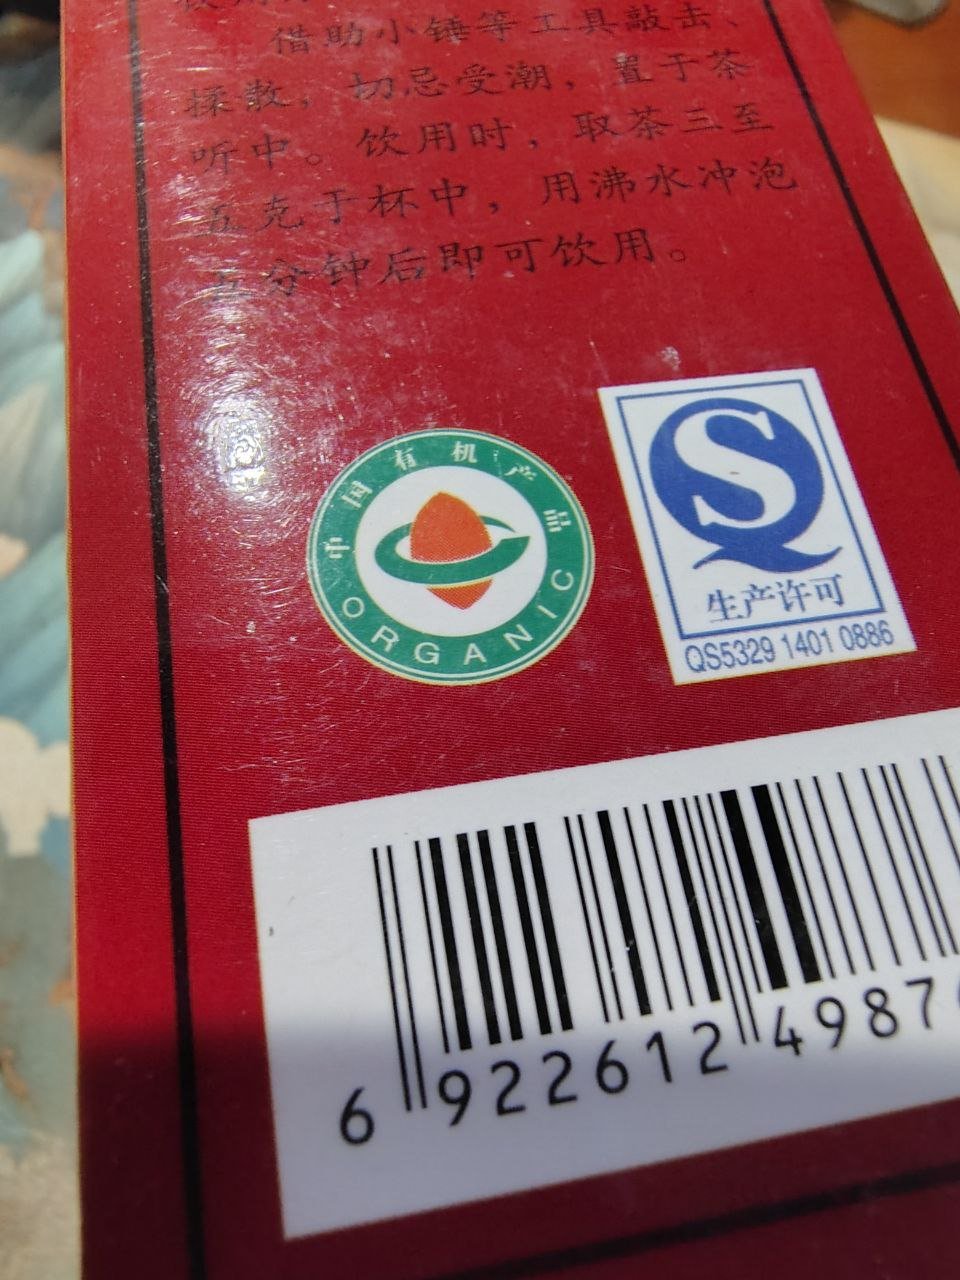 借助小锤等工具敲击、
揉散，切忌受潮，置于茶
听中。饮用时，取茶三至
五克于杯中，用沸水冲泡
五分钟后即可饮用。
中国有机产品
ORGANIC
QS
生产许可
QS5329 1401 0886
6 922612 4987